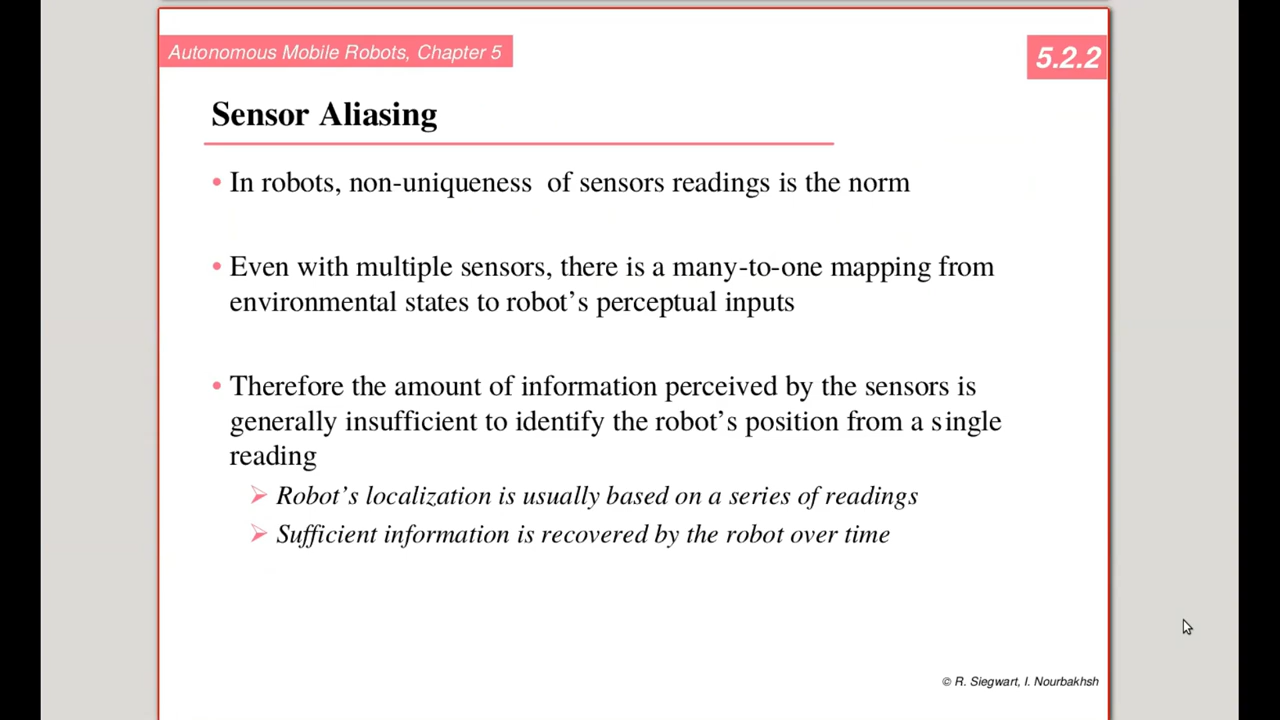 Autonomous Mobile Robots, Chapter 5
5.2.2
Sensor Aliasing
• In robots, non-uniqueness of sensors readings is the norm
• Even with multiple sensors, there is a many-to-one mapping from
environmental states to robot's perceptual inputs
• Therefore the amount of information perceived by the sensors is
generally insufficient to identify the robot's position from a single
reading
➢ Robot's localization is usually based on a series of readings
➢ Sufficient information is recovered by the robot over time
© R. Siegwart, I. Nourbakhsh